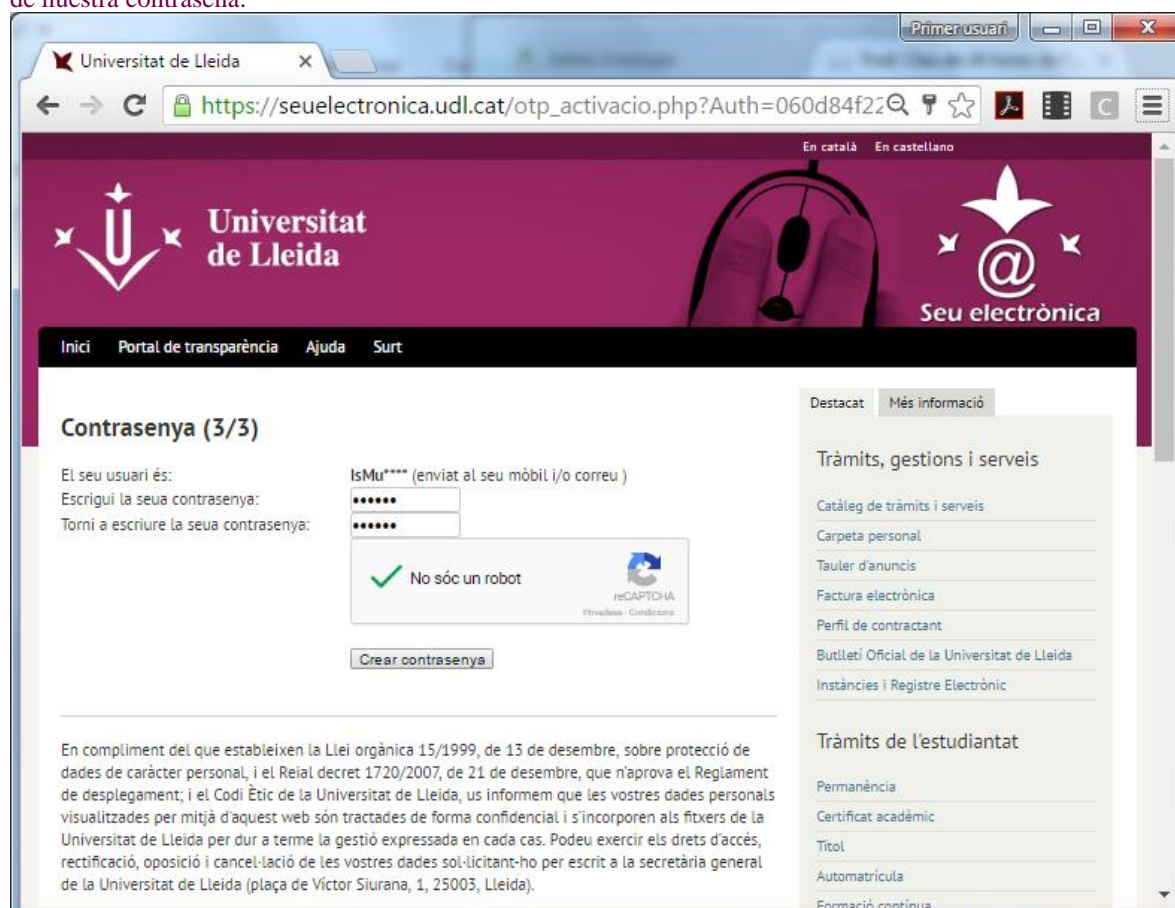 de nuestra contraseña.
Primer usuari
Universitat de Lleida
https://seuelectronica.udl.cat/otp_activacio.php?Auth=060d84f22
En català En castellano
Universitat
de Lleida
@
Seu electrònica
Inici Portal de transparència Ajuda Surt
Destacat Més informació
Contrasenya (3/3)
El seu usuari és: IsMu**** (enviat al seu mòbil i/o correu )
Escrigui la seua contrasenya: ••••••
Torni a escriure la seua contrasenya: ••••••
No sóc un robot
reCAPTCHA
Privadesa - Condicions
Crear contrasenya
En compliment del que estableixen la Llei orgànica 15/1999, de 13 de desembre, sobre protecció de
dades de caràcter personal, i el Reial decret 1720/2007, de 21 de desembre, que n'aprova el Reglament
de desplegament; i el Codi Ètic de la Universitat de Lleida, us informem que les vostres dades personals
visualitzades per mitjà d'aquest web són tractades de forma confidencial i s'incorporen als fitxers de la
Universitat de Lleida per dur a terme la gestió expressada en cada cas. Podeu exercir els drets d'accés,
rectificació, oposició i cancel·lació de les vostres dades sol·licitant-ho per escrit a la secretària general
de la Universitat de Lleida (plaça de Víctor Siurana, 1, 25003, Lleida).
Tràmits, gestions i serveis
Catàleg de tràmits i serveis
Carpeta personal
Tauler d'anuncis
Factura electrònica
Perfil de contractant
Butlletí Oficial de la Universitat de Lleida
Instàncies i Registre Electrònic
Tràmits de l'estudiantat
Permanència
Certificat acadèmic
Títol
Automatrícula
Formació contínua